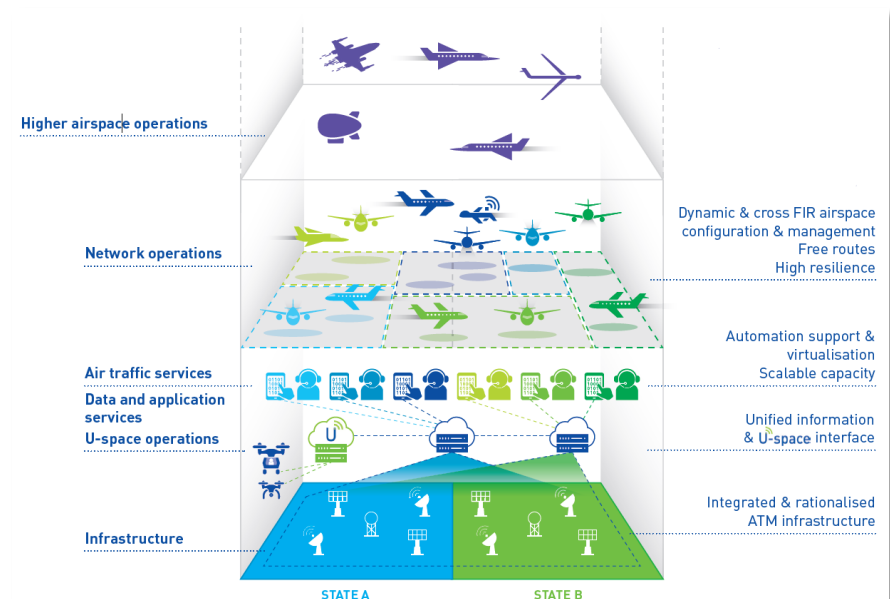 Higher airspace operations
Network operations
Dynamic & cross FIR airspace
configuration & management
Free routes
High resilience
Air traffic services
Automation support &
virtualisation
Scalable capacity
Data and application
services
U-space operations
U
Unified information
& U-space interface
Infrastructure
Integrated & rationalised
ATM infrastructure
STATE A
STATE B